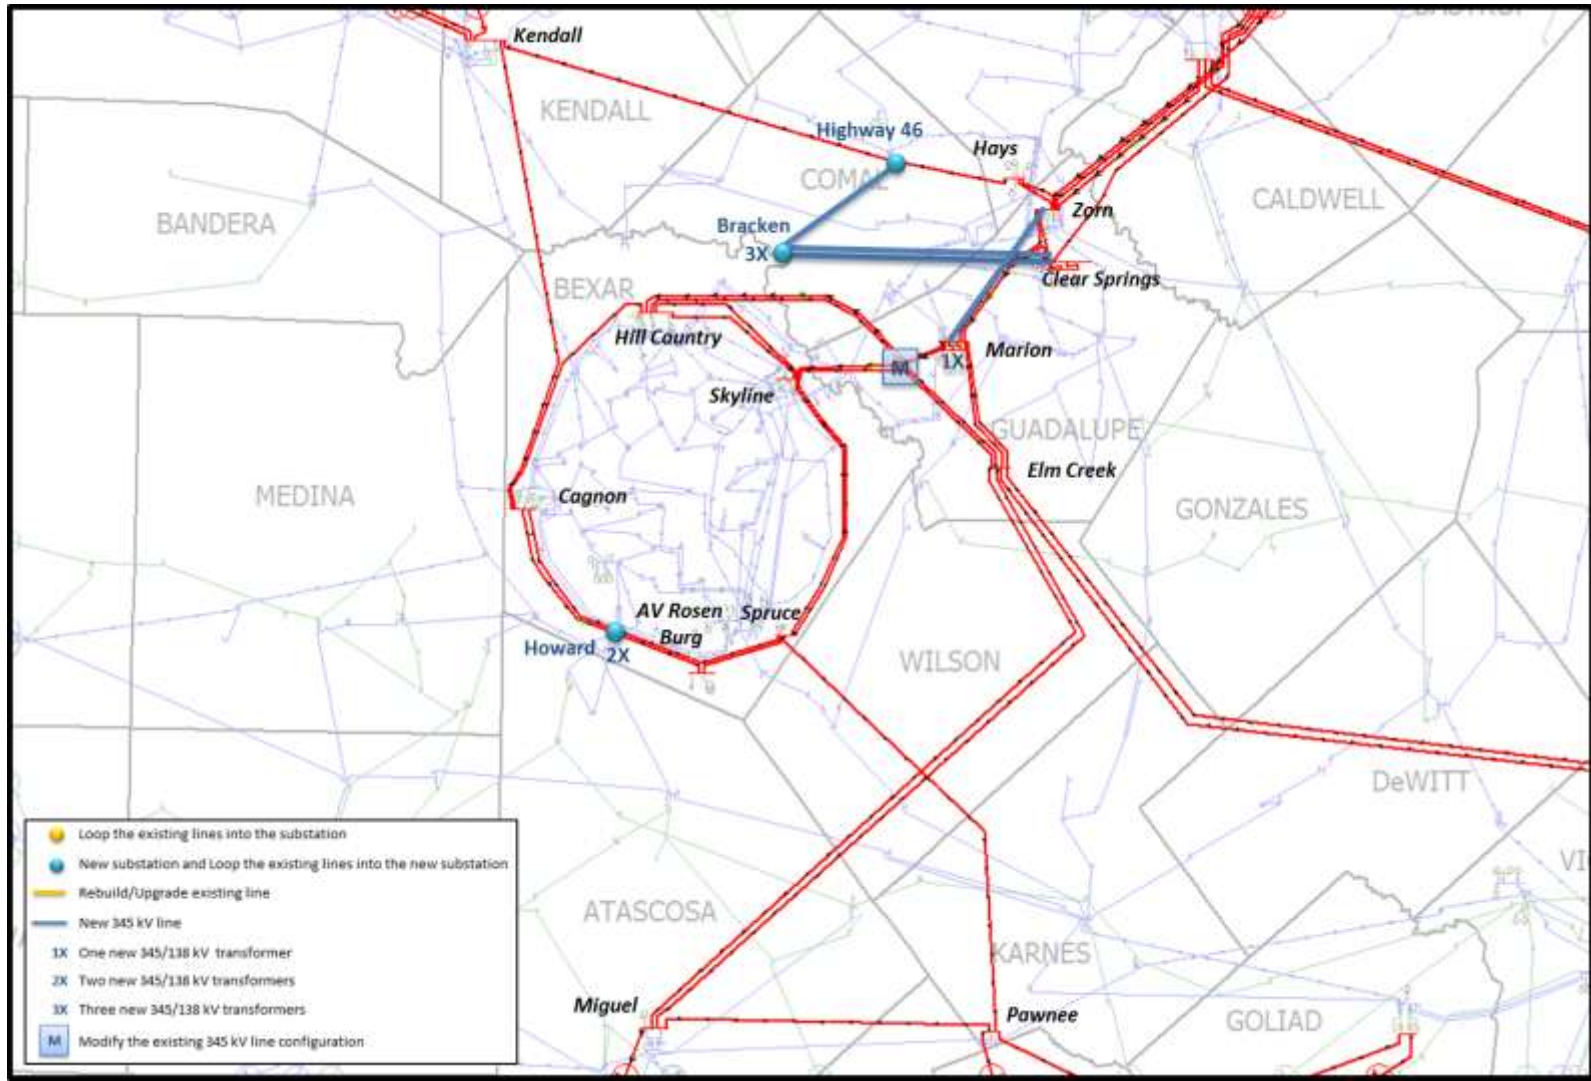 Kendall
KENDALL
Highway 46
Hays
COMAL
CALDWELL
BANDERA
Bracken
3X
Zorn
BEXAR
Clear Springs
Hill Country
Marion
1X
M
Skyline
GUADALUPE
Elm Creek
MEDINA
Cagnon
GONZALES
AV Rosen
Burg
Spruce
Howard
2X
WILSON
DeWITT
Loop the existing lines into the substation
New substation and Loop the existing lines into the new substation
Rebuild/Upgrade existing line
New 345 kV line
1X One new 345/138 kV transformer
2X Two new 345/138 kV transformers
3X Three new 345/138 kV transformers
M Modify the existing 345 kV line configuration
VI
ATASCOSA
KARNES
Miguel
Pawnee
GOLIAD